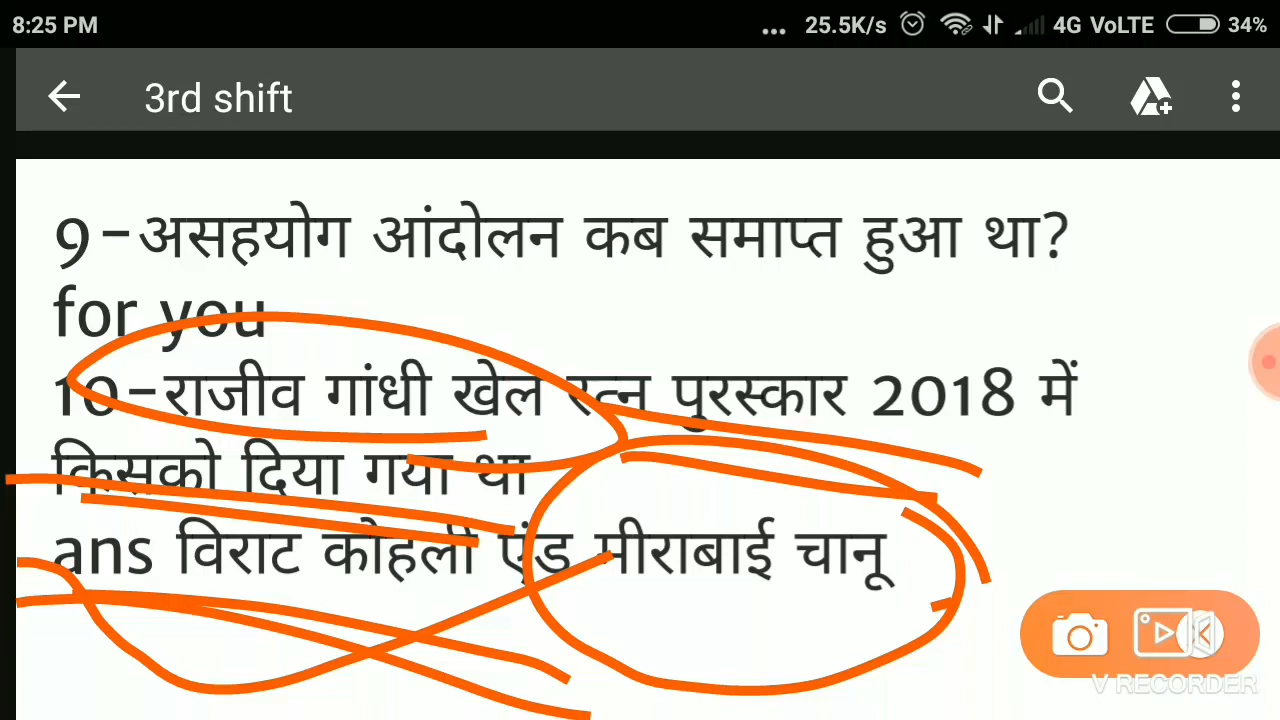 8:25 PM ... 25.5K/s 4G VoLTE 34%
3rd shift
9-असहयोग आंदोलन कब समाप्त हुआ था?
for you
10-राजीव गांधी खेल रत्न पुरस्कार 2018 में
किसको दिया गया था
ans विराट कोहली एंड मीराबाई चानू
V RECORDER